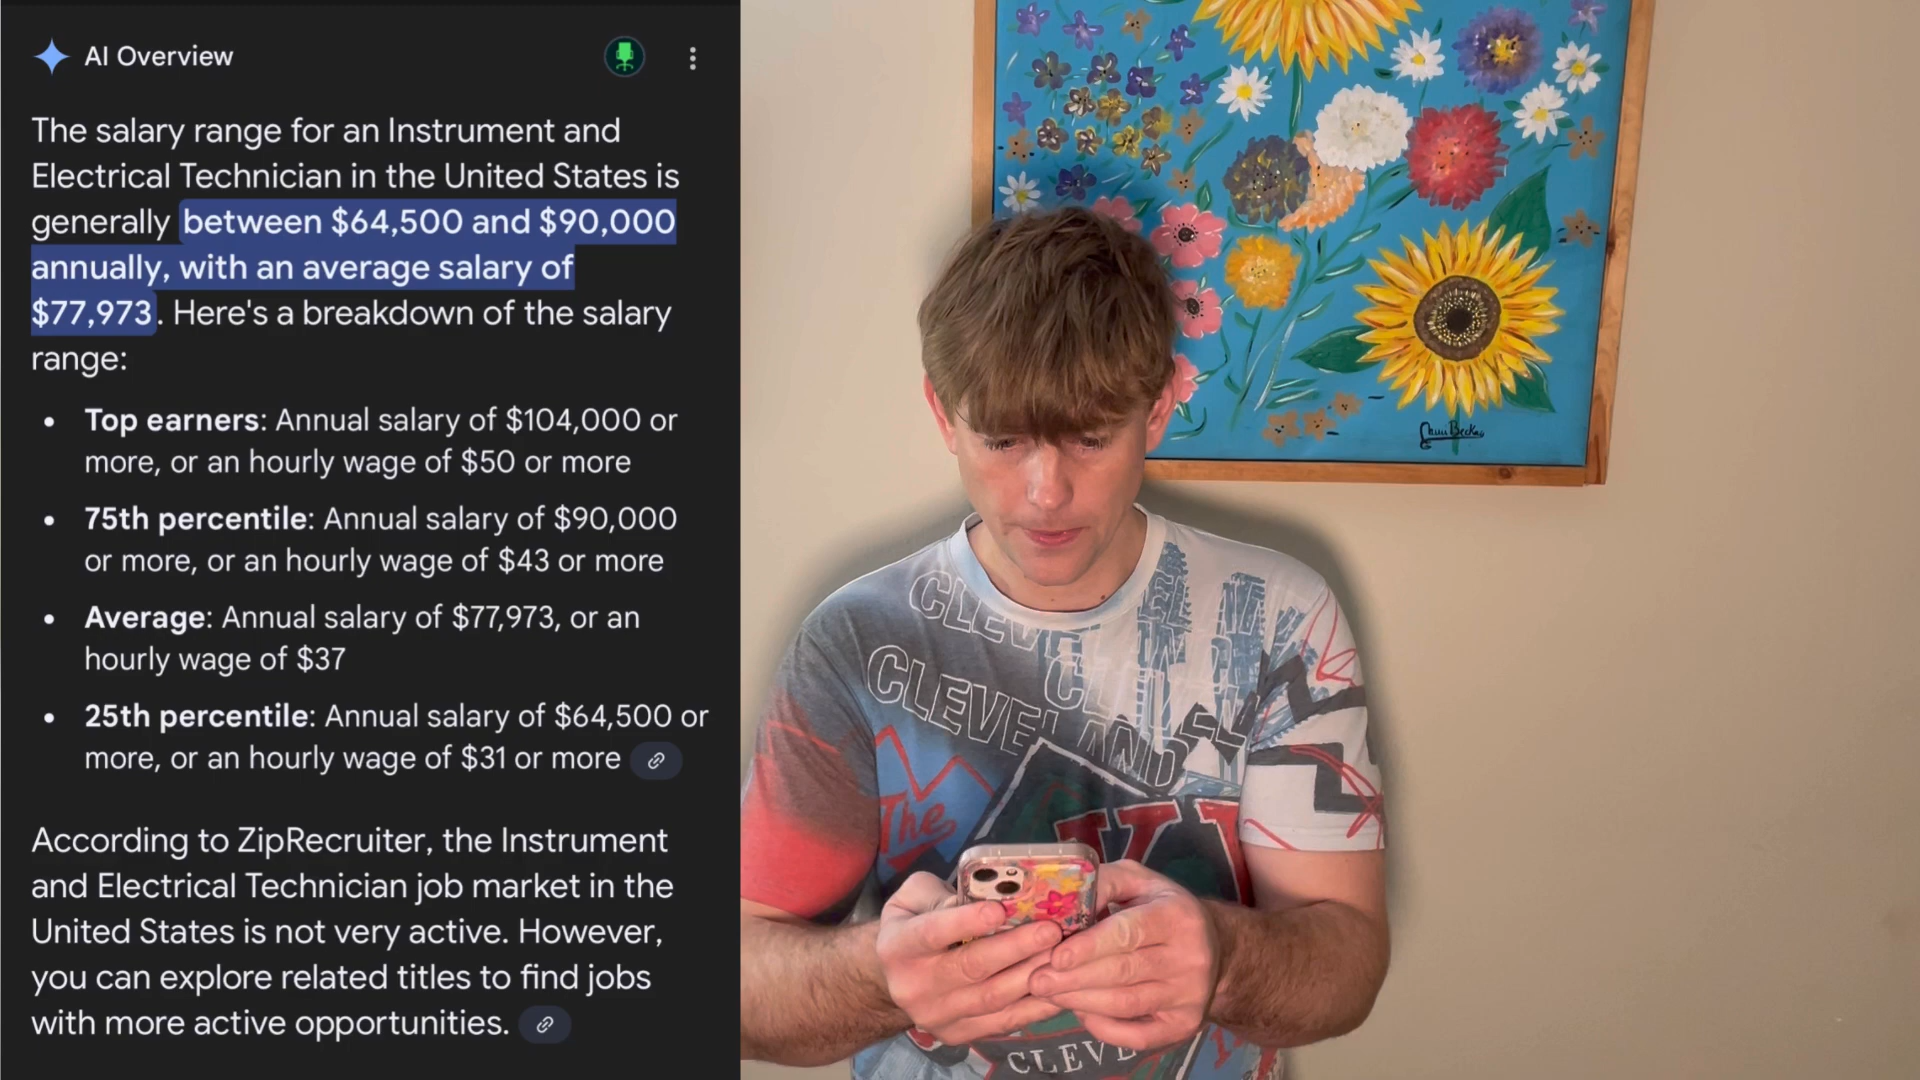 AI Overview
The salary range for an Instrument and
Electrical Technician in the United States is
generally between $64,500 and $90,000
annually, with an average salary of
$77,973. Here's a breakdown of the salary
range:
• Top earners: Annual salary of $104,000 or
more, or an hourly wage of $50 or more
• 75th percentile: Annual salary of $90,000
or more, or an hourly wage of $43 or more
• Average: Annual salary of $77,973, or an
hourly wage of $37
• 25th percentile: Annual salary of $64,500 or
more, or an hourly wage of $31 or more
According to ZipRecruiter, the Instrument
and Electrical Technician job market in the
United States is not very active. However,
you can explore related titles to find jobs
with more active opportunities.
CLEVELAND
The